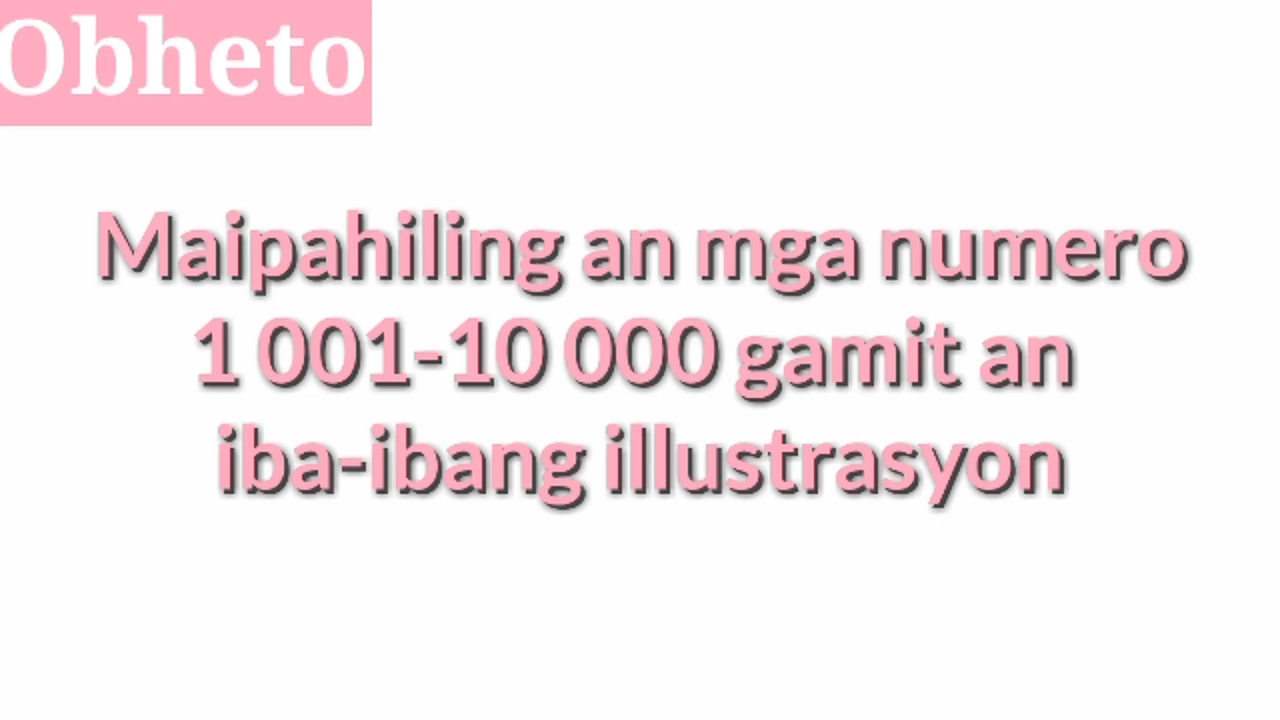 Obheto
Maipahiling an mga numero
1 001-10 000 gamit an
iba-ibang illustrasyon